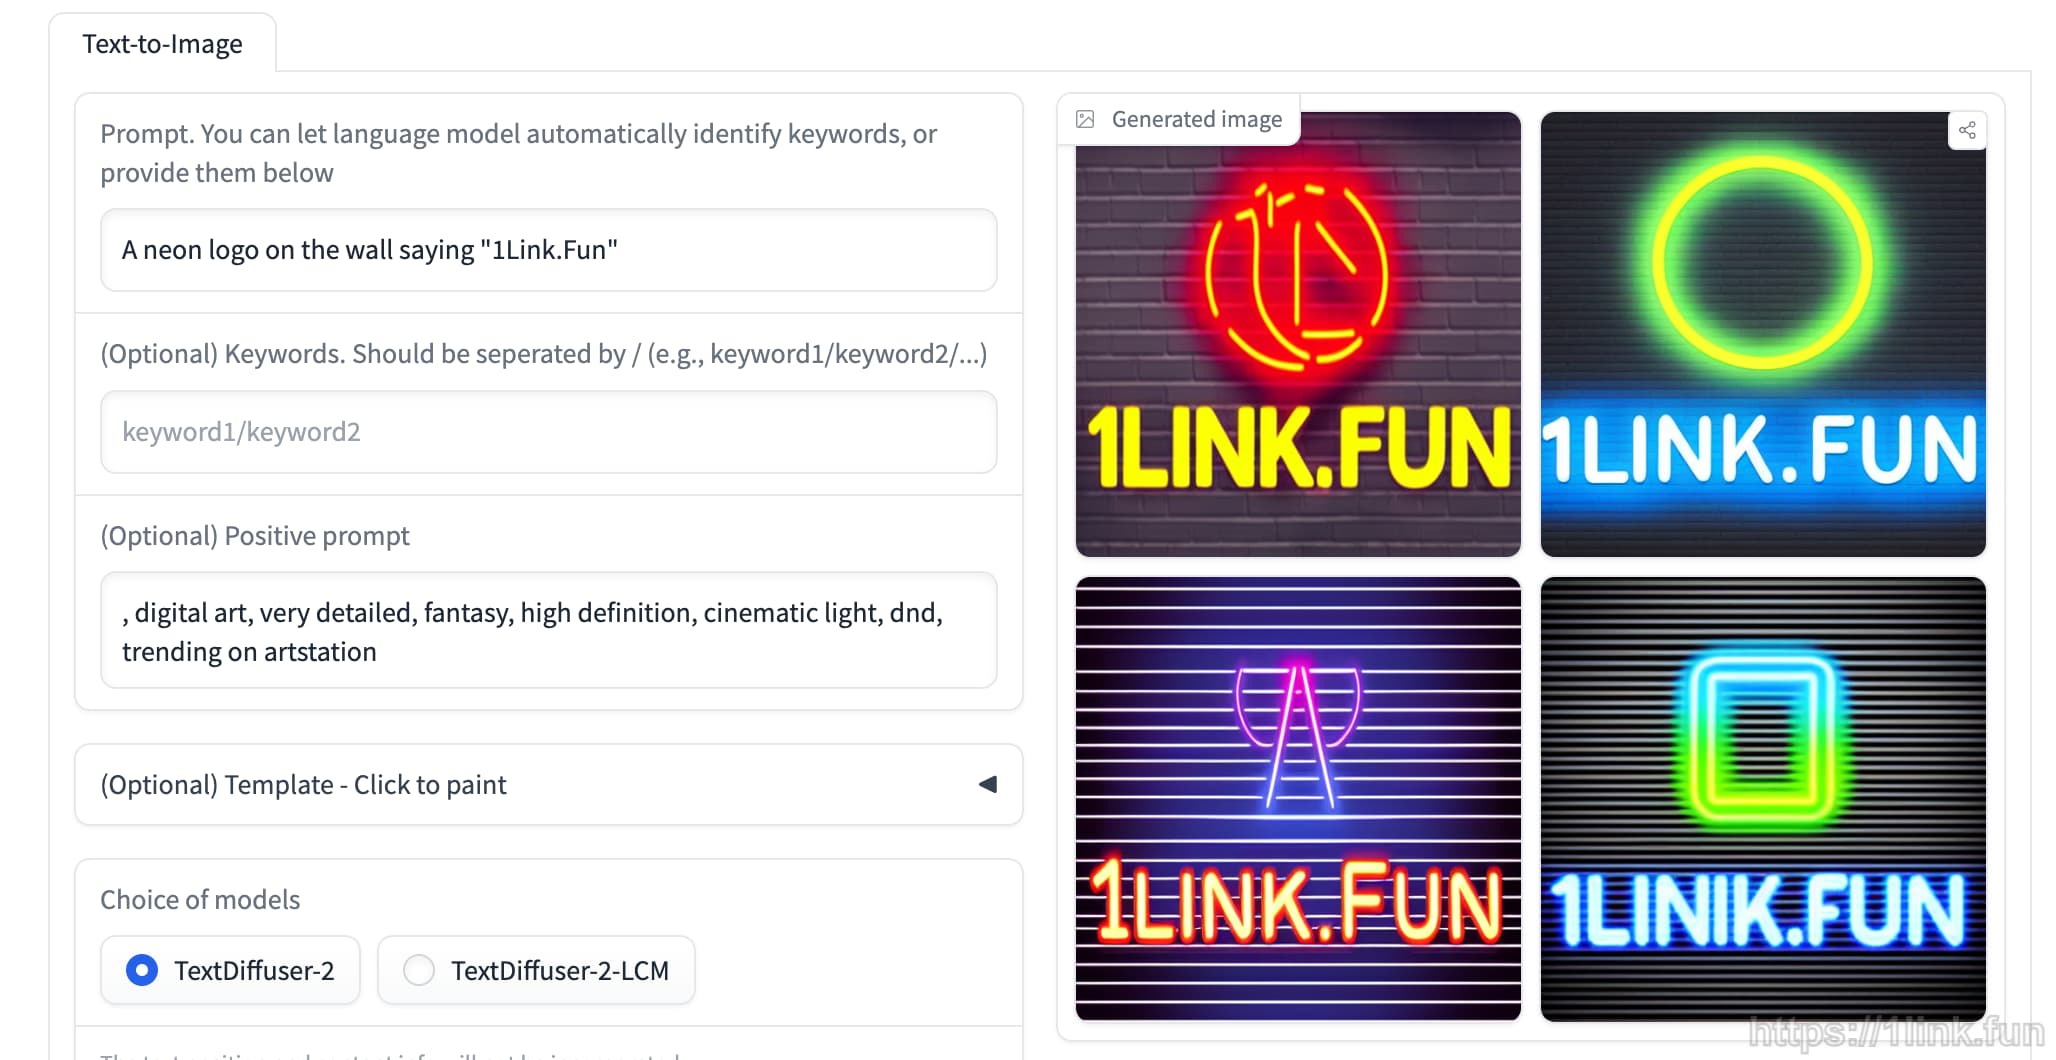 Text-to-Image
Prompt. You can let language model automatically identify keywords, or
provide them below
A neon logo on the wall saying "1Link.Fun"
(Optional) Keywords. Should be seperated by / (e.g., keyword1/keyword2/...)
keyword1/keyword2
(Optional) Positive prompt
, digital art, very detailed, fantasy, high definition, cinematic light, dnd,
trending on artstation
(Optional) Template - Click to paint
Choice of models
TextDiffuser-2
TextDiffuser-2-LCM
Generated image
1LINK.FUN
1LINK.FUN
1LINK.FUN
1LINIK.FUN
https://1link.fun